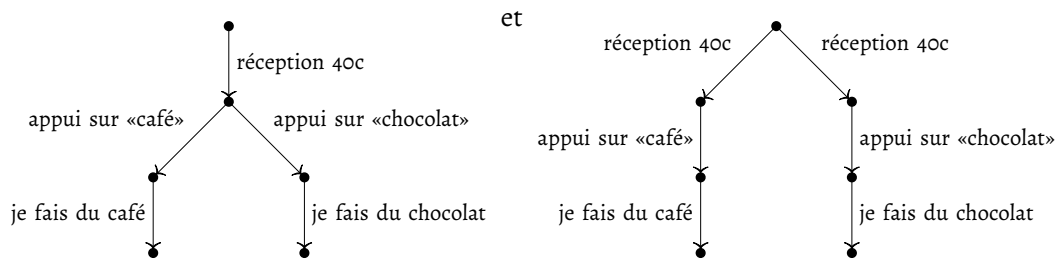 et
réception 40c
réception 40c
réception 40c
appui sur «café»
appui sur «chocolat»
appui sur «café»
appui sur «chocolat»
je fais du café
je fais du chocolat
je fais du café
je fais du chocolat